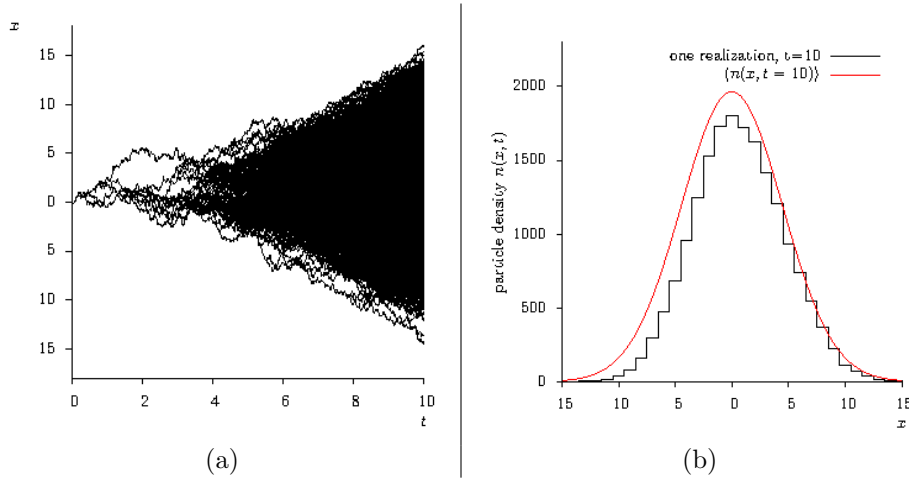 x
15
10
5
0
5
10
15
0 2 4 6 8 10
t
(a)
one realization, t=10
⟨n(x, t = 10)⟩
particle density n(x, t)
2000
1500
1000
500
0
15 10 5 0 5 10 15
x
(b)